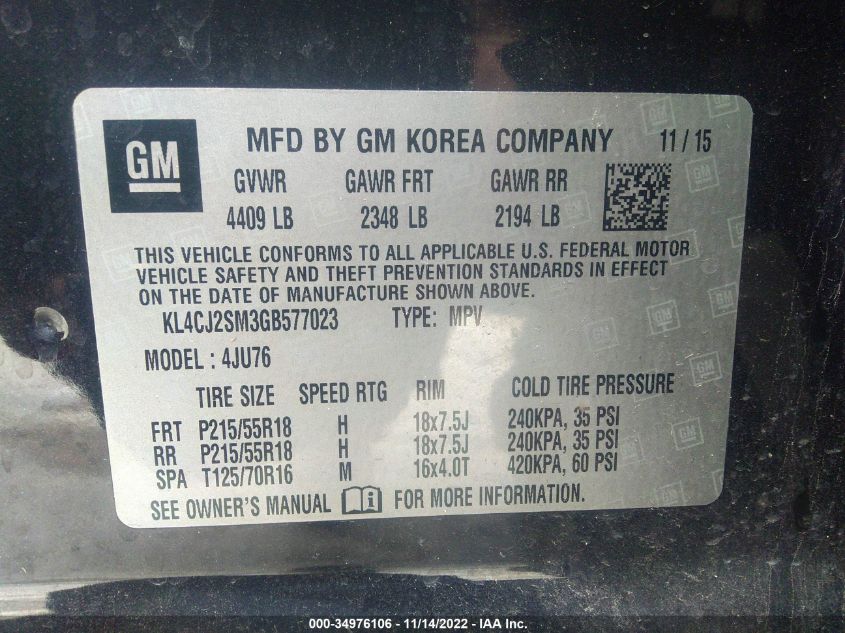 GM
MFD BY GM KOREA COMPANY 11 / 15
GVWR GAWR FRT GAWR RR
4409 LB 2348 LB 2194 LB
THIS VEHICLE CONFORMS TO ALL APPLICABLE U.S. FEDERAL MOTOR
VEHICLE SAFETY AND THEFT PREVENTION STANDARDS IN EFFECT
ON THE DATE OF MANUFACTURE SHOWN ABOVE.
KL4CJ2SM3GB577023 TYPE: MPV
MODEL : 4JU76
TIRE SIZE SPEED RTG RIM COLD TIRE PRESSURE
FRT P215/55R18 H 18x7.5J 240KPA, 35 PSI
RR P215/55R18 H 18x7.5J 240KPA, 35 PSI
SPA T125/70R16 M 16x4.0T 420KPA, 60 PSI
SEE OWNER'S MANUAL FOR MORE INFORMATION.
000-34976106 - 11/14/2022 - IAA Inc.